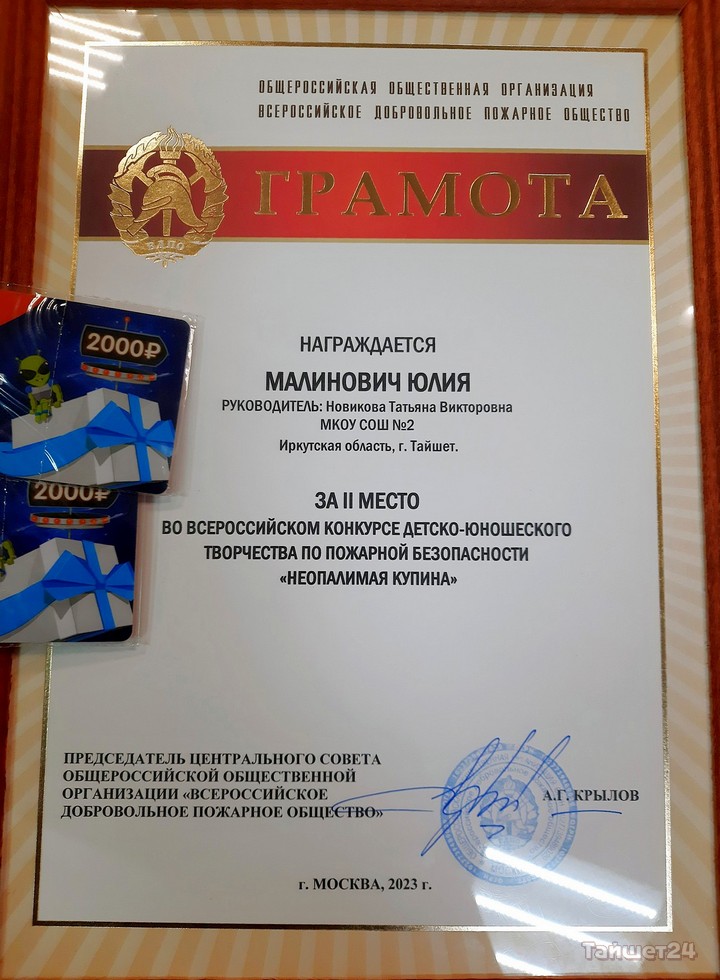 ОБЩЕРОССИЙСКАЯ ОБЩЕСТВЕННАЯ ОРГАНИЗАЦИЯ
ВСЕРОССИЙСКОЕ ДОБРОВОЛЬНОЕ ПОЖАРНОЕ ОБЩЕСТВО
ГРАМОТА
ВДПО
НАГРАЖДАЕТСЯ
МАЛИНОВИЧ ЮЛИЯ
РУКОВОДИТЕЛЬ: Новикова Татьяна Викторовна
МКОУ СОШ №2
Иркутская область, г. Тайшет.
2000₽
2000₽
ЗА II МЕСТО
ВО ВСЕРОССИЙСКОМ КОНКУРСЕ ДЕТСКО-ЮНОШЕСКОГО
ТВОРЧЕСТВА ПО ПОЖАРНОЙ БЕЗОПАСНОСТИ
«НЕОПАЛИМАЯ КУПИНА»
ПРЕДСЕДАТЕЛЬ ЦЕНТРАЛЬНОГО СОВЕТА
ОБЩЕРОССИЙСКОЙ ОБЩЕСТВЕННОЙ
ОРГАНИЗАЦИИ «ВСЕРОССИЙСКОЕ
ДОБРОВОЛЬНОЕ ПОЖАРНОЕ ОБЩЕСТВО»
А.Г. КРЫЛОВ
г. МОСКВА, 2023 г.
Тайшет24